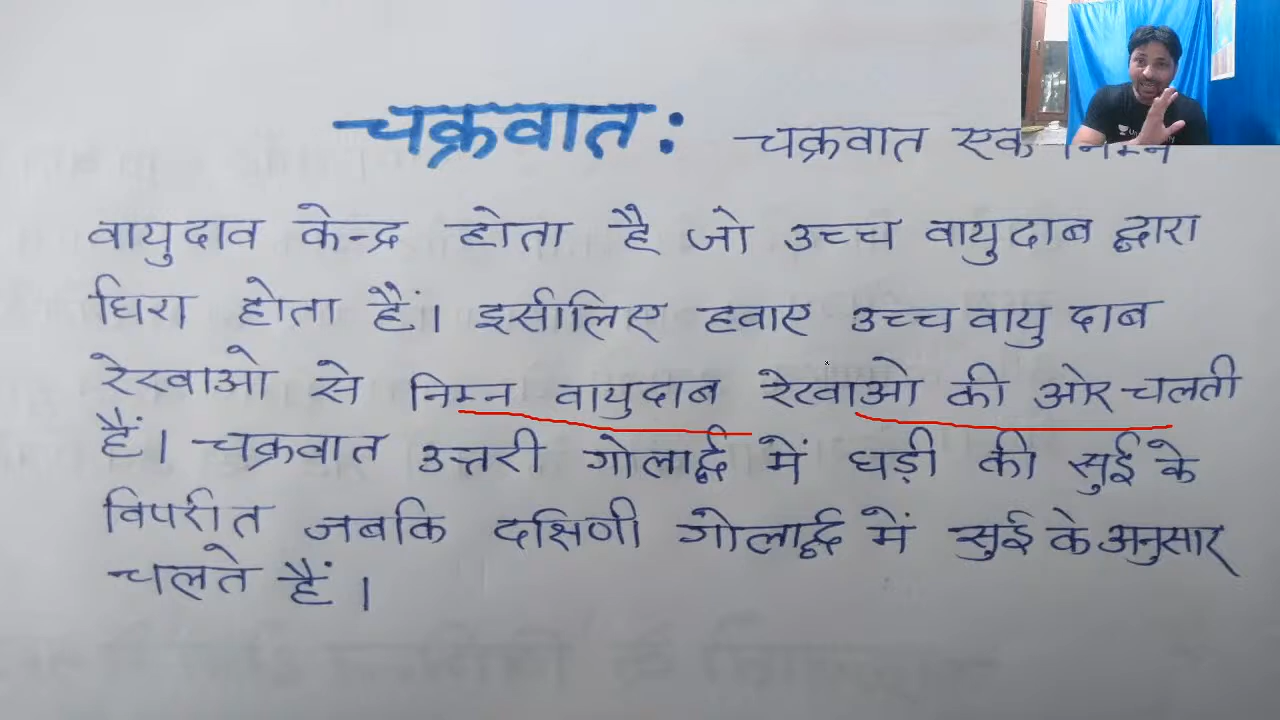 चक्रवात: चक्रवात एक निम्न
वायुदाव केन्द्र होता है जो उच्च वायुदाब द्वारा
घिरा होता हैं। इर्सालिए हवाए उच्च वायु दाब
रेखाओ से निम्न वायुदाब रेखाओ की ओर चलती
हैं। चक्रवात उत्तरी गोलार्द्ध में घड़ी की सुई के
विपरीत जबकि दक्षिणी गोलार्द्ध में सुई के अनुसार
चलते हैं।